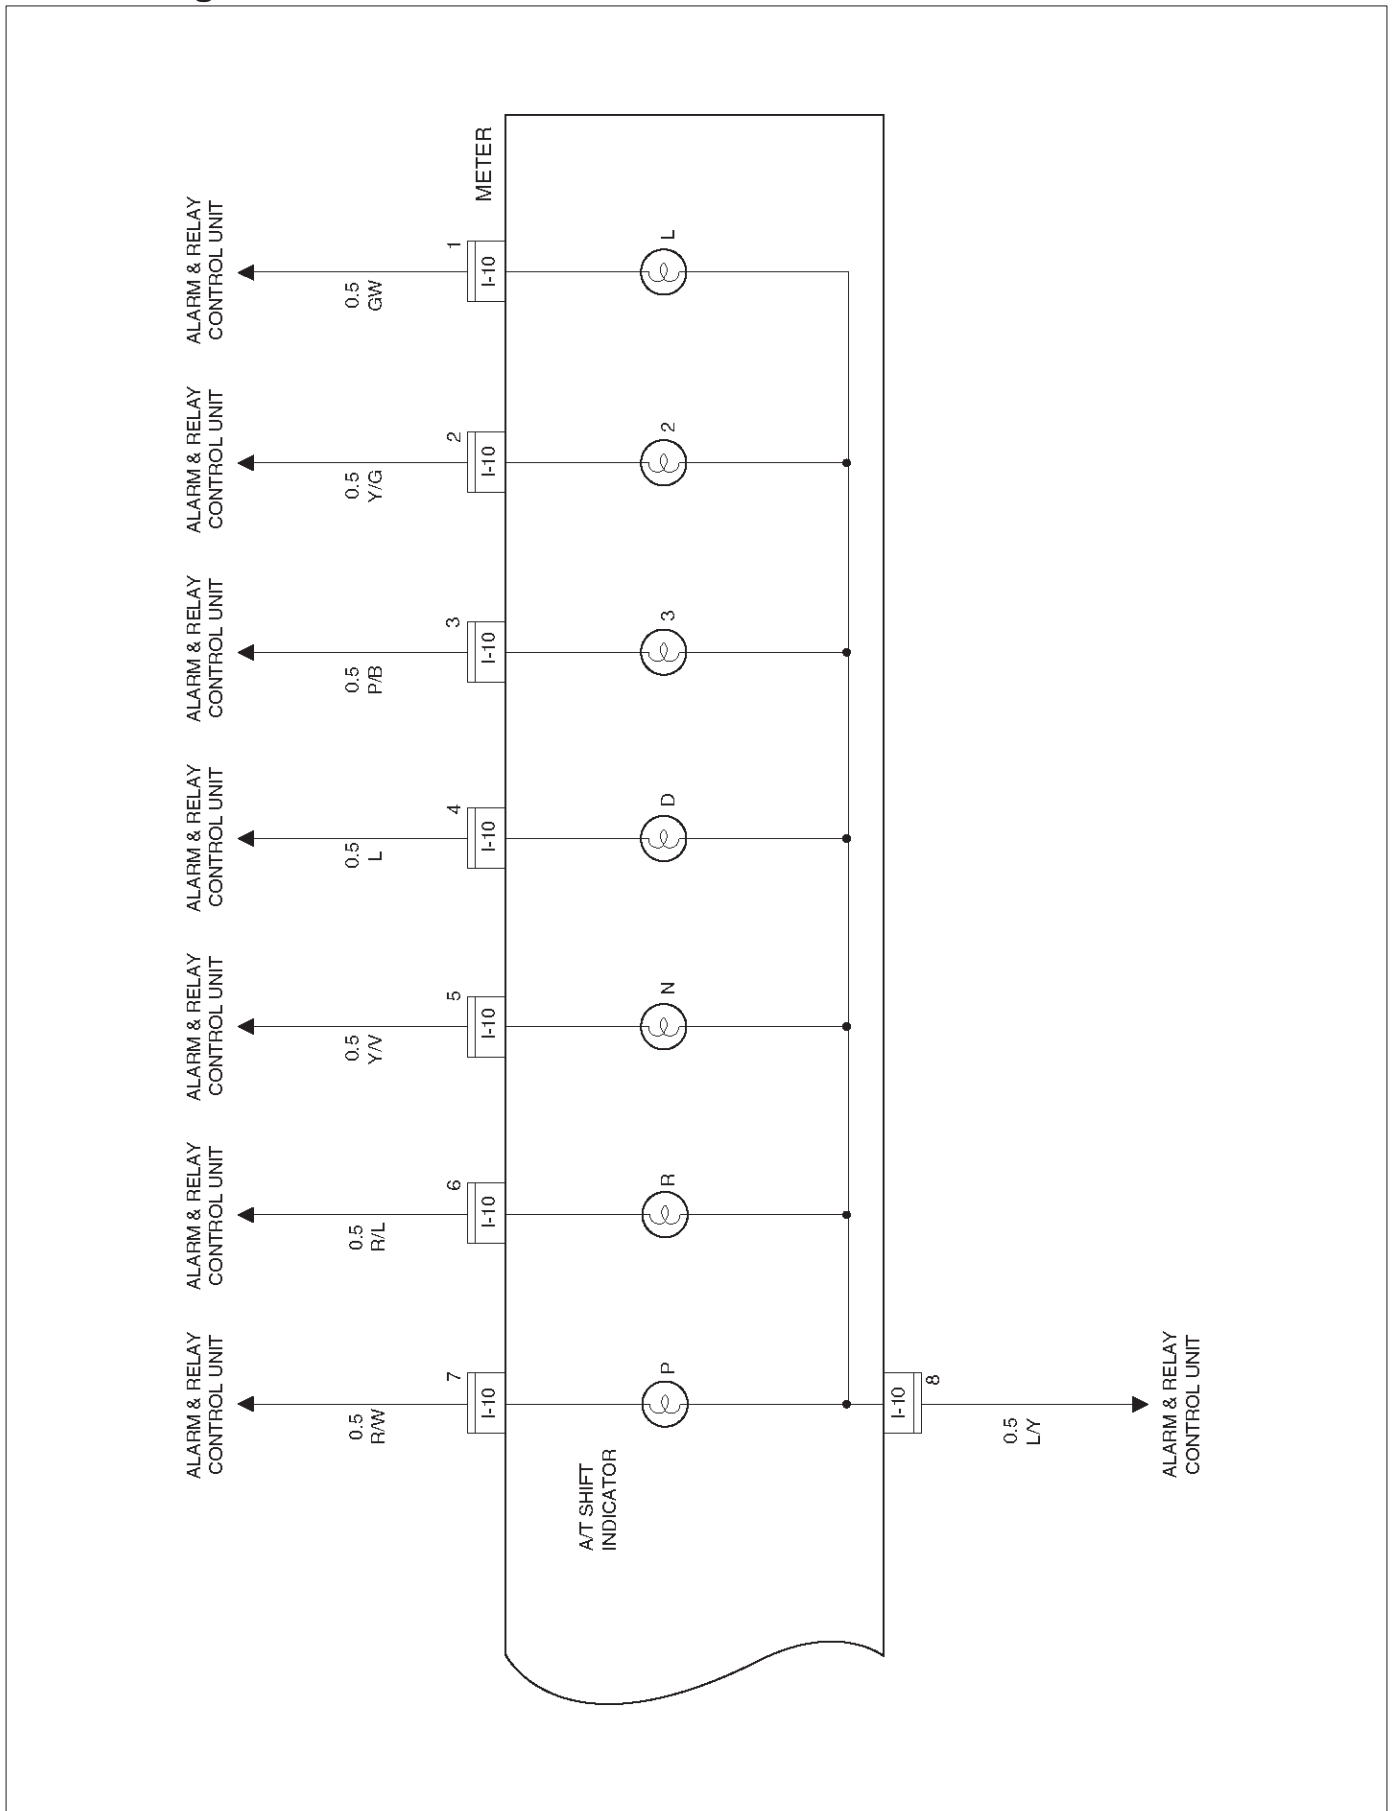 METER
ALARM & RELAY
CONTROL UNIT
0.5
R/W
7
I-10
P
ALARM & RELAY
CONTROL UNIT
0.5
R/L
6
I-10
R
ALARM & RELAY
CONTROL UNIT
0.5
Y/V
5
I-10
N
ALARM & RELAY
CONTROL UNIT
0.5
L
4
I-10
D
ALARM & RELAY
CONTROL UNIT
0.5
P/B
3
I-10
3
ALARM & RELAY
CONTROL UNIT
0.5
Y/G
2
I-10
2
ALARM & RELAY
CONTROL UNIT
0.5
GW
1
I-10
L
A/T SHIFT
INDICATOR
I-10
8
0.5
L/Y
ALARM & RELAY
CONTROL UNIT